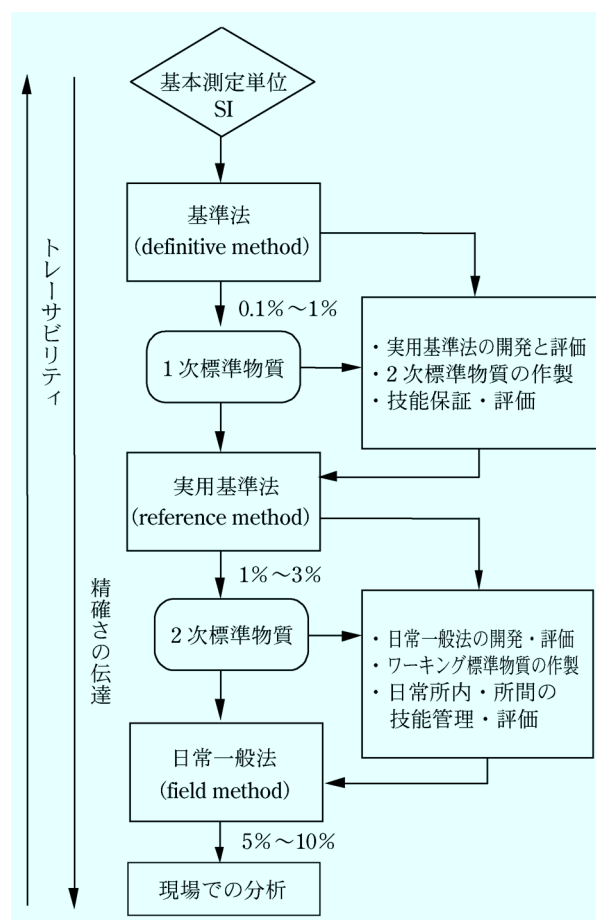 基本測定単位
SI
基準法
(definitive method)
0.1%～1%
1次標準物質
・実用基準法の開発と評価
・2次標準物質の作製
・技能保証・評価
実用基準法
(reference method)
1%～3%
2次標準物質
・日常一般法の開発・評価
・ワーキング標準物質の作製
・日常所内・所間の
技能管理・評価
日常一般法
(field method)
5%～10%
現場での分析
トレーサビリティ
精確さの伝達